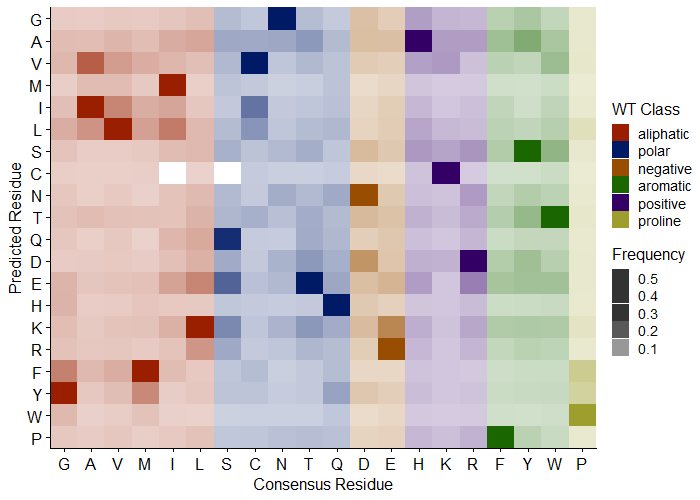 Predicted Residue
G
A
V
M
I
L
S
C
N
T
Q
D
E
H
K
R
F
Y
W
P
G A V M I L S C N T Q D E H K R F Y W P
Consensus Residue
WT Class
aliphatic
polar
negative
aromatic
positive
proline
Frequency
0.5
0.4
0.3
0.2
0.1